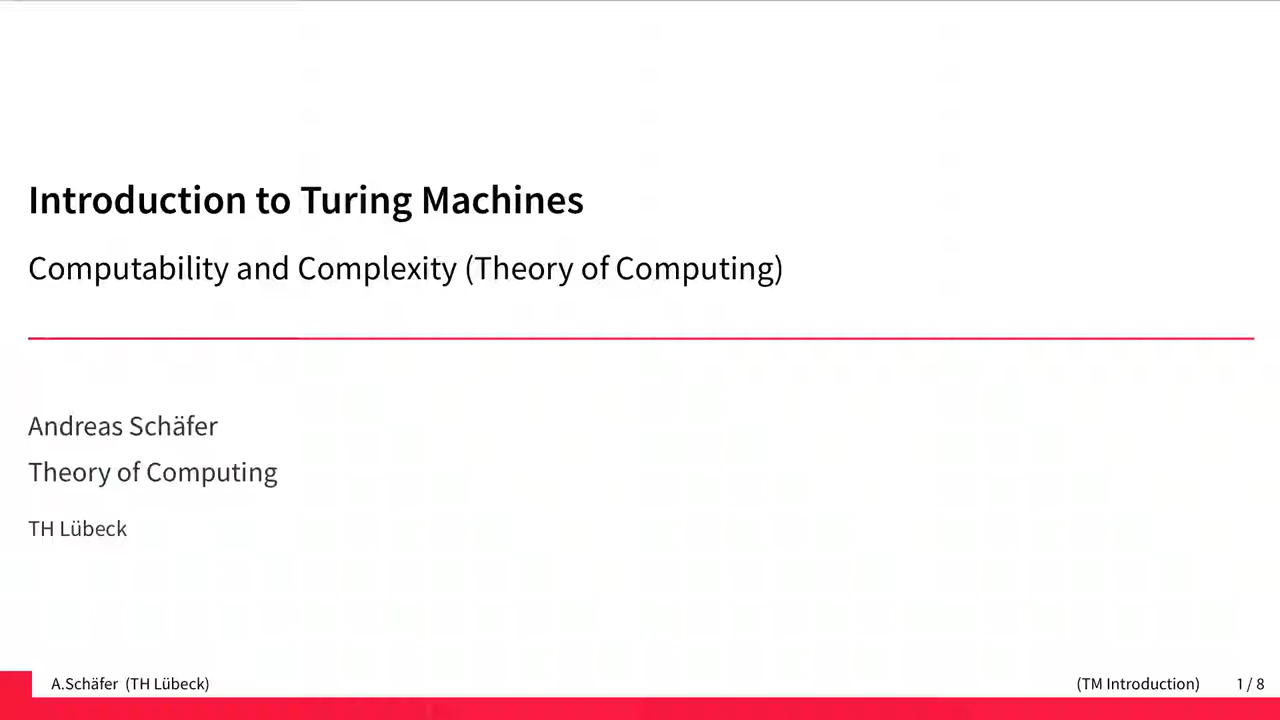 Introduction to Turing Machines
Computability and Complexity (Theory of Computing)
Andreas Schäfer
Theory of Computing
TH Lübeck
A.Schäfer (TH Lübeck) (TM Introduction) 1 / 8